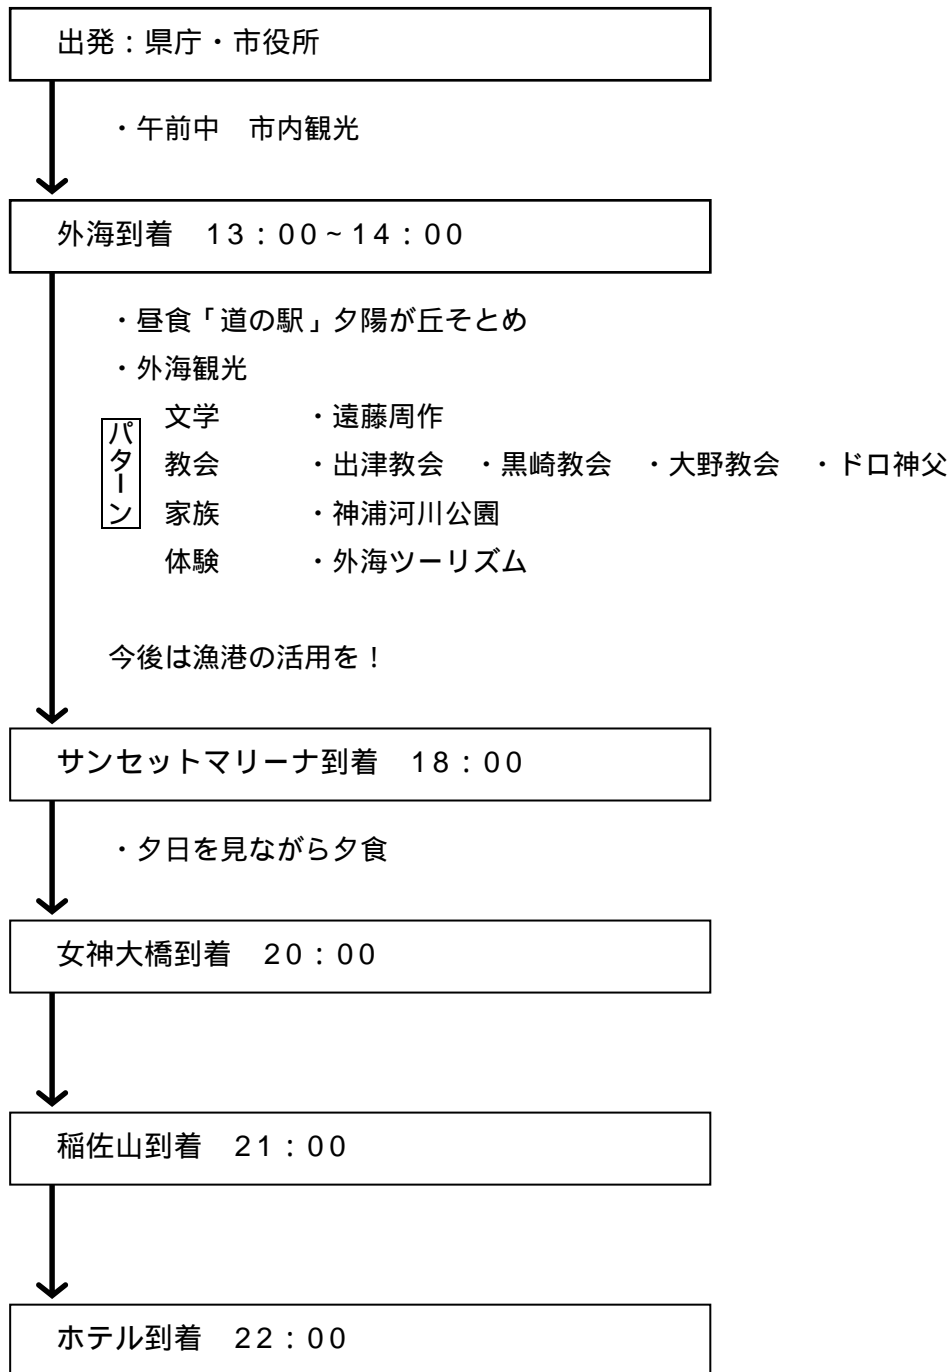 出発：県庁・市役所
・午前中　市内観光
外海到着　13：00~14：00
・昼食「道の駅」夕陽が丘そとめ
・外海観光
パターン
文学　・遠藤周作
教会　・出津教会　・黒崎教会　・大野教会　・ドロ神父
家族　・神浦河川公園
体験　・外海ツーリズム
今後は漁港の活用を！
サンセットマリーナ到着　18：00
・夕日を見ながら夕食
女神大橋到着　20：00
稲佐山到着　21：00
ホテル到着　22：00